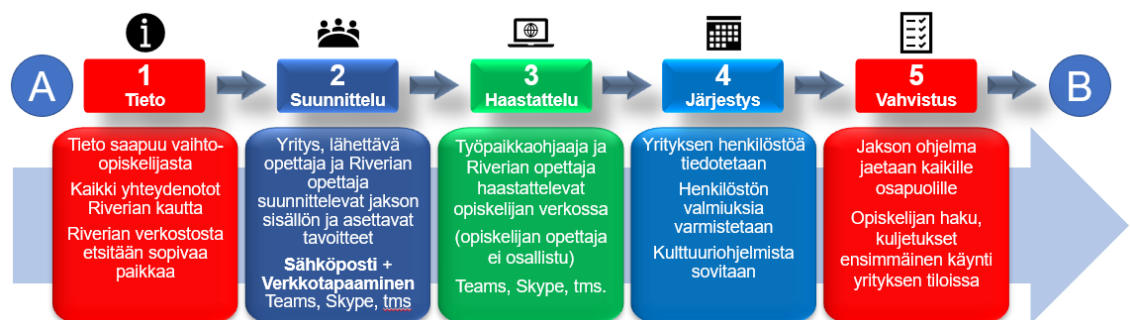 A
1
Tieto
2
Suunnittelu
3
Haastattelu
4
Järjestys
5
Vahvistus
B
Tieto saapuu vaihto-
opiskelijasta
Kaikki yhteydenotot
Riverian kautta
Riverian verkostosta
etsitään sopivaa
paikkaa
Yritys, lähettävä
opettaja ja Riverian
opettaja
suunnittelevat jakson
sisällön ja asettavat
tavoitteet
Sähköposti +
Verkkotapaaminen
Teams, Skype, tms
Työpaikkaohjaaja ja
Riverian opettaja
haastattelevat
opiskelijan verkossa
(opiskelijan opettaja
ei osallistu)
Teams, Skype, tms.
Yrityksen henkilöstöä
tiedotetaan
Henkilöstön
valmiuksia
varmistetaan
Kulttuuriohjelmista
sovitaan
Jakson ohjelma
jaetaan kaikille
osapuolille
Opiskelijan haku,
kuljetukset
ensimmäinen käynti
yrityksen tiloissa